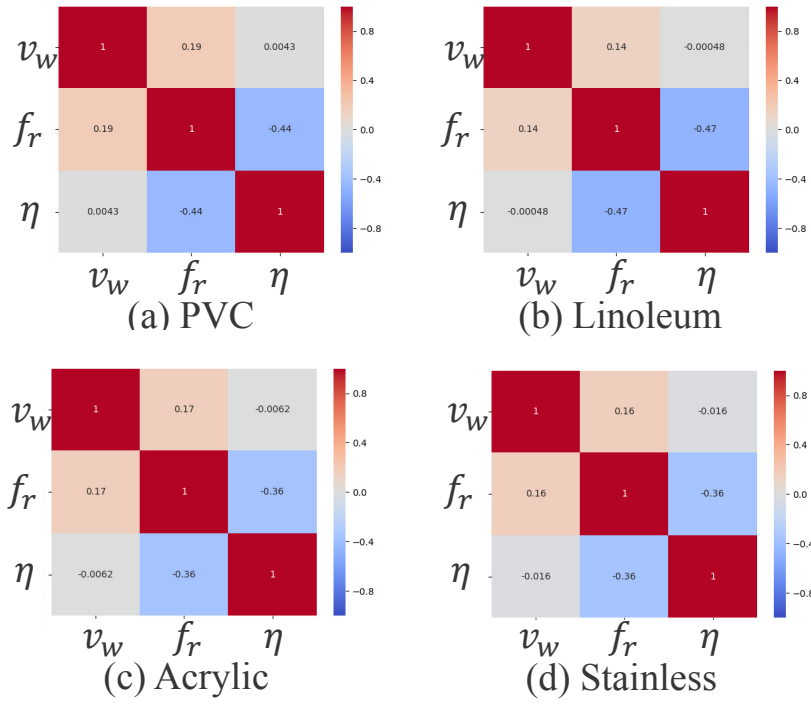 v_w 1 0.19 0.0043 0.8
0.4
f_r 0.19 1 -0.44 0.0
−0.4
η 0.0043 -0.44 1 −0.8
v_w f_r η
(a) PVC
v_w 1 0.14 -0.00048 0.8
0.4
f_r 0.14 1 -0.47 0.0
−0.4
η -0.00048 -0.47 1 −0.8
v_w f_r η
(b) Linoleum
v_w 1 0.17 -0.0062 0.8
0.4
f_r 0.17 1 -0.36 0.0
−0.4
η -0.0062 -0.36 1 −0.8
v_w f_r η
(c) Acrylic
v_w 1 0.16 -0.016 0.8
0.4
f_r 0.16 1 -0.36 0.0
−0.4
η -0.016 -0.36 1 −0.8
v_w f_r η
(d) Stainless